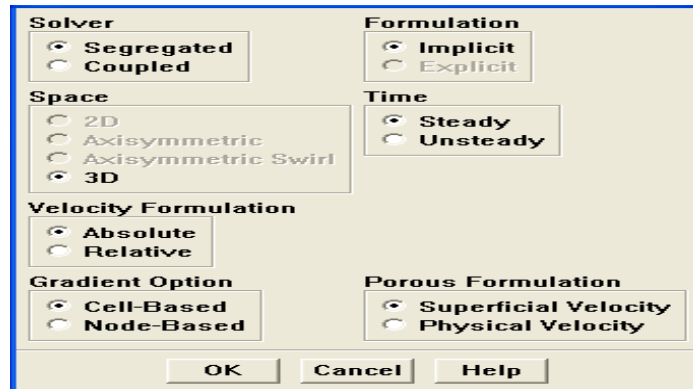 Solver
Segregated
Coupled
Formulation
Implicit
Explicit
Space
2D
Axisymmetric
Axisymmetric Swirl
3D
Time
Steady
Unsteady
Velocity Formulation
Absolute
Relative
Gradient Option
Cell-Based
Node-Based
Porous Formulation
Superficial Velocity
Physical Velocity
OK Cancel Help